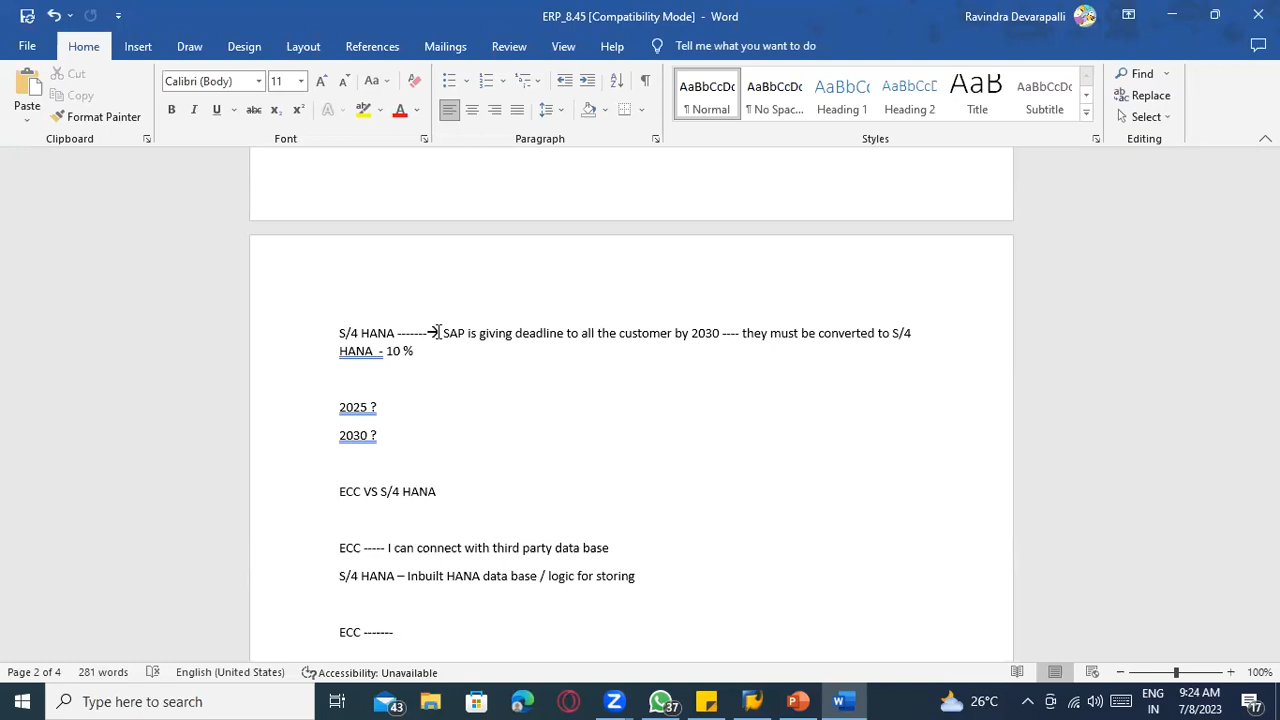 ERP_8.45 [Compatibility Mode] - Word
Ravindra Devarapalli
File Home Insert Draw Design Layout References Mailings Review View Help Tell me what you want to do
Paste
Cut
Copy
Format Painter
Clipboard
Calibri (Body) 11
Font
Paragraph
AaBbCcDc AaBbCcDc AaBbCc AaBbCcD AaB AaBbCcD
¶ Normal ¶ No Spac... Heading 1 Heading 2 Title Subtitle
Styles
Find
Replace
Select
Editing
S/4 HANA -------→ SAP is giving deadline to all the customer by 2030 ---- they must be converted to S/4
HANA - 10 %
2025 ?
2030 ?
ECC VS S/4 HANA
ECC ----- I can connect with third party data base
S/4 HANA – Inbuilt HANA data base / logic for storing
ECC -------
Page 2 of 4 281 words English (United States) Accessibility: Unavailable 100%
Type here to search
43
37
26°C
ENG
IN
9:24 AM
7/8/2023
17